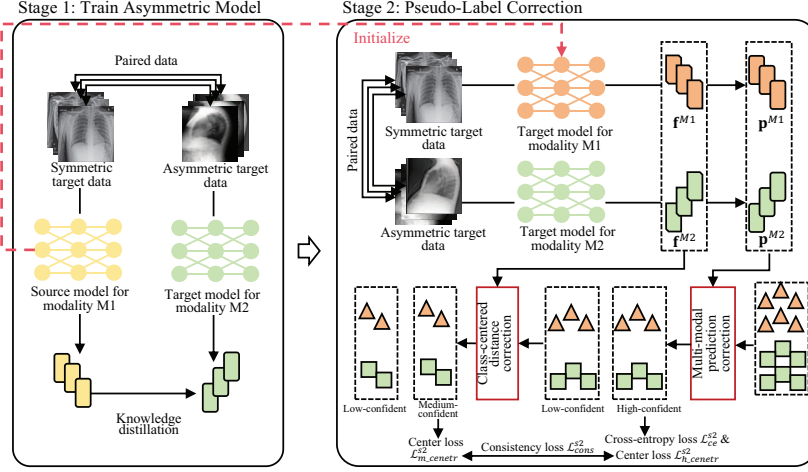 Stage 1: Train Asymmetric Model
Paired data
Symmetric
target data
Asymmetric target
data
Source model for
modality M1
Target model for
modality M2
Knowledge
distillation
Stage 2: Pseudo-Label Correction
Initialize
Paired data
Symmetric target data
Target model for
modality M1
f^{M1}
p^{M1}
Asymmetric target
data
Target model for
modality M2
f^{M2}
p^{M2}
Low-confident
Medium-
confident
Class-centered
distance
correction
Low-confident
High-confident
Multi-modal
prediction
correction
Center loss
ℒ^{s2}_{m_cenetr}
Consistency loss ℒ^{s2}_{cons}
Cross-entropy loss ℒ^{s2}_{ce} &
Center loss ℒ^{s2}_{h_cenetr}